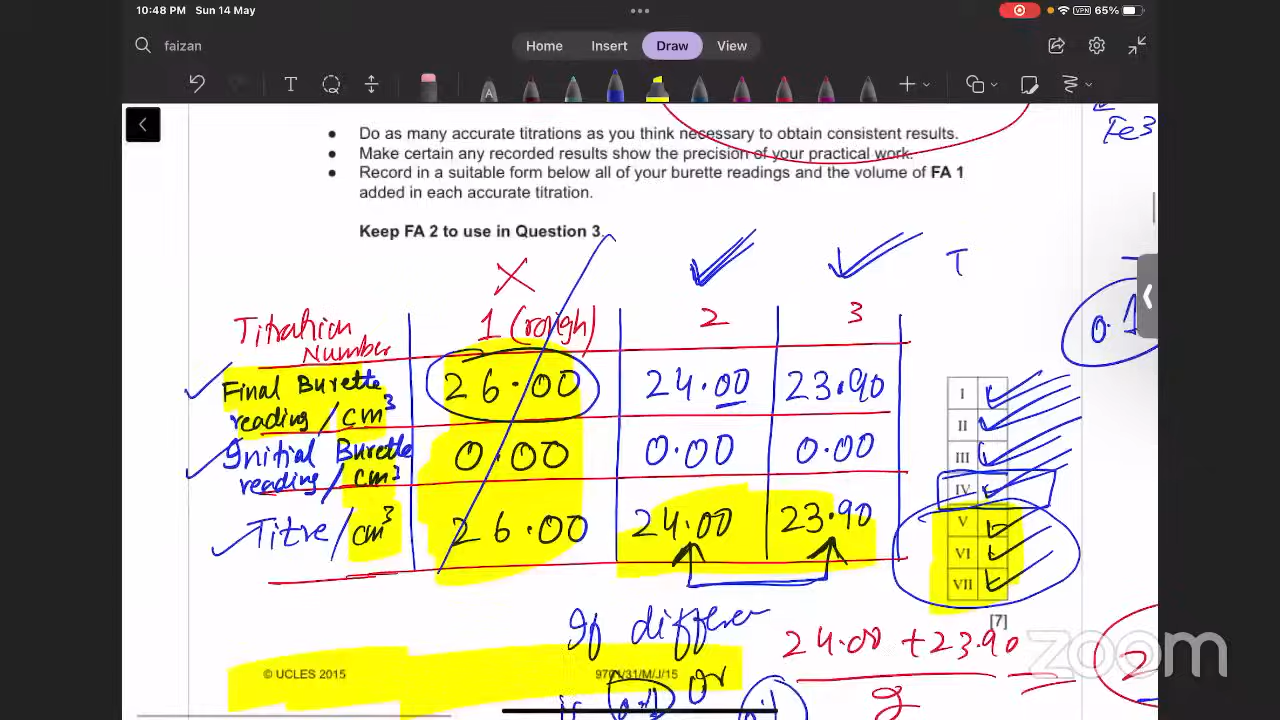 10:48 PM Sun 14 May
VPN 65%
faizan
Home Insert Draw View
T
A
Fe3
• Do as many accurate titrations as you think necessary to obtain consistent results.
• Make certain any recorded results show the precision of your practical work.
• Record in a suitable form below all of your burette readings and the volume of FA 1
added in each accurate titration.
Keep FA 2 to use in Question 3.
T
Titration
Number
1 (rough) 2 3
Final Burette
reading / cm³
26.00 24.00 23.90
Initial Burette
reading / cm³
0.00 0.00 0.00
Titre / cm³
26.00 24.00 23.90
I
II
III
IV
V
VI
VII
[7]
If differen
24.00 + 23.90
2
=
or
© UCLES 2015
zoom